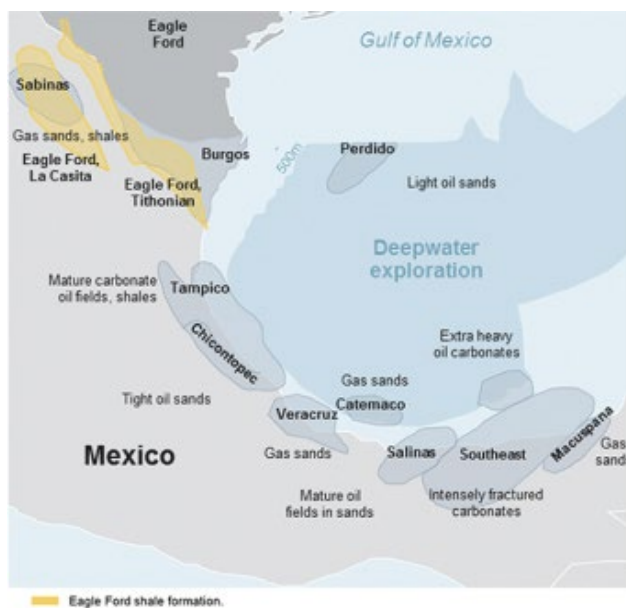 Eagle
Ford
Gulf of Mexico
Sabinas
Gas sands, shales
Eagle Ford,
La Casita
Burgos
500m
Perdido
Eagle Ford,
Tithonian
Light oil sands
Deepwater
exploration
Mature carbonate
oil fields, shales
Tampico
Chicontopec
Extra heavy
oil carbonates
Tight oil sands
Gas sands
Veracruz
Catemaco
Mexico
Gas sands
Salinas
Southeast
Macuspana
Gas
sand
Mature oil
fields in sands
Intensely fractured
carbonates
Eagle Ford shale formation.